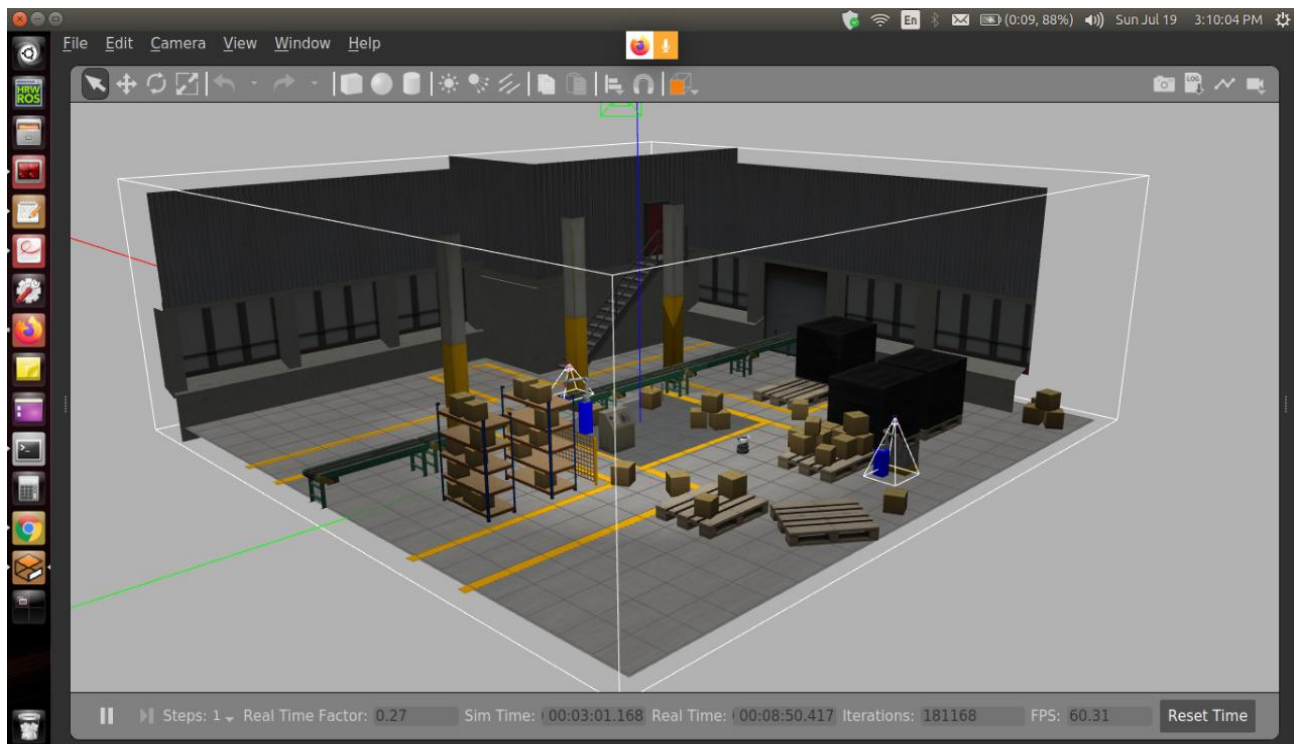 En (0:09, 88%) Sun Jul 19 3:10:04 PM
File Edit Camera View Window Help
HRW
ROS
LOG
Steps: 1 Real Time Factor: 0.27 Sim Time: 00:03:01.168 Real Time: 00:08:50.417 Iterations: 181168 FPS: 60.31 Reset Time